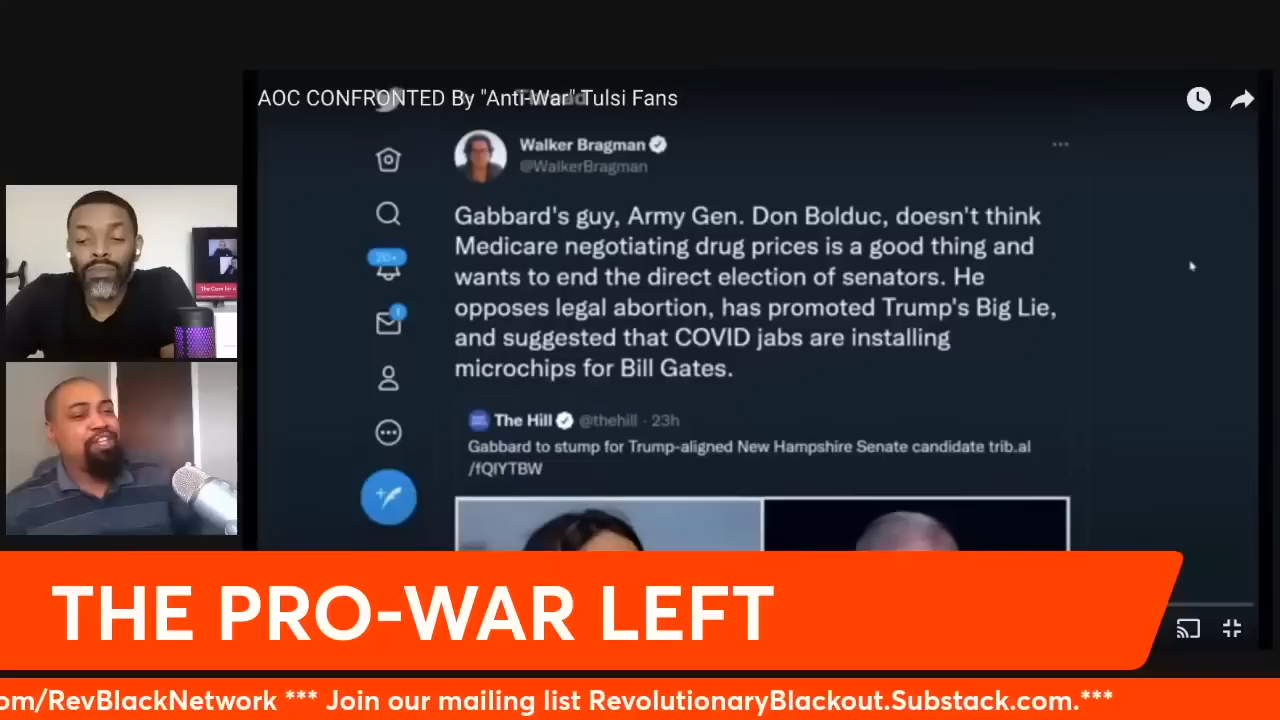 AOC CONFRONTED By "Anti-War" Tulsi Fans
Walker Bragman
@WalkerBragman
Gabbard's guy, Army Gen. Don Bolduc, doesn't think
Medicare negotiating drug prices is a good thing and
wants to end the direct election of senators. He
opposes legal abortion, has promoted Trump's Big Lie,
and suggested that COVID jabs are installing
microchips for Bill Gates.
20+
1
The Hill @thehill · 23h
Gabbard to stump for Trump-aligned New Hampshire Senate candidate trib.al
/fQIYTBW
THE PRO-WAR LEFT
om/RevBlackNetwork *** Join our mailing list RevolutionaryBlackout.Substack.com.***